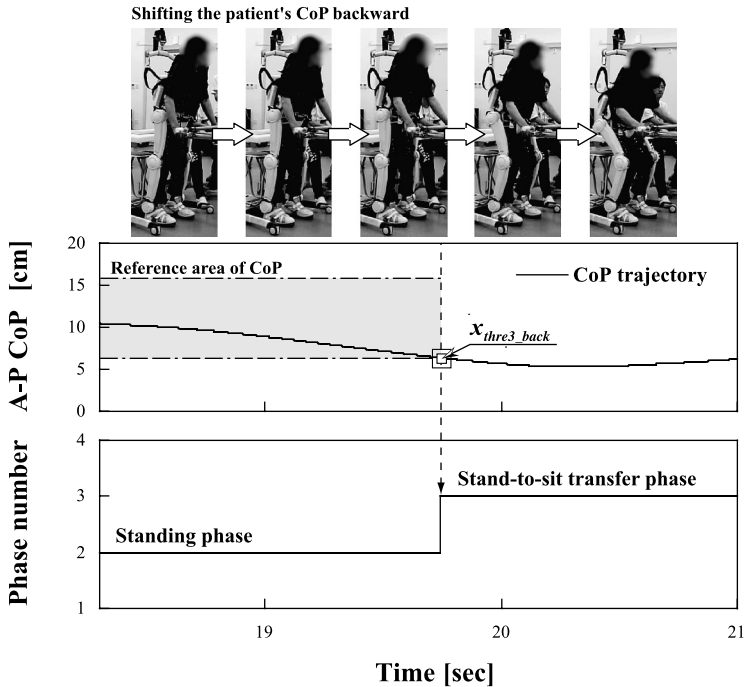 Shifting the patient's CoP backward
20
15
10
5
0
A-P CoP [cm]
Reference area of CoP
CoP trajectory
x_thre3_back
4
3
2
1
Phase number
Standing phase
Stand-to-sit transfer phase
19
20
21
Time [sec]